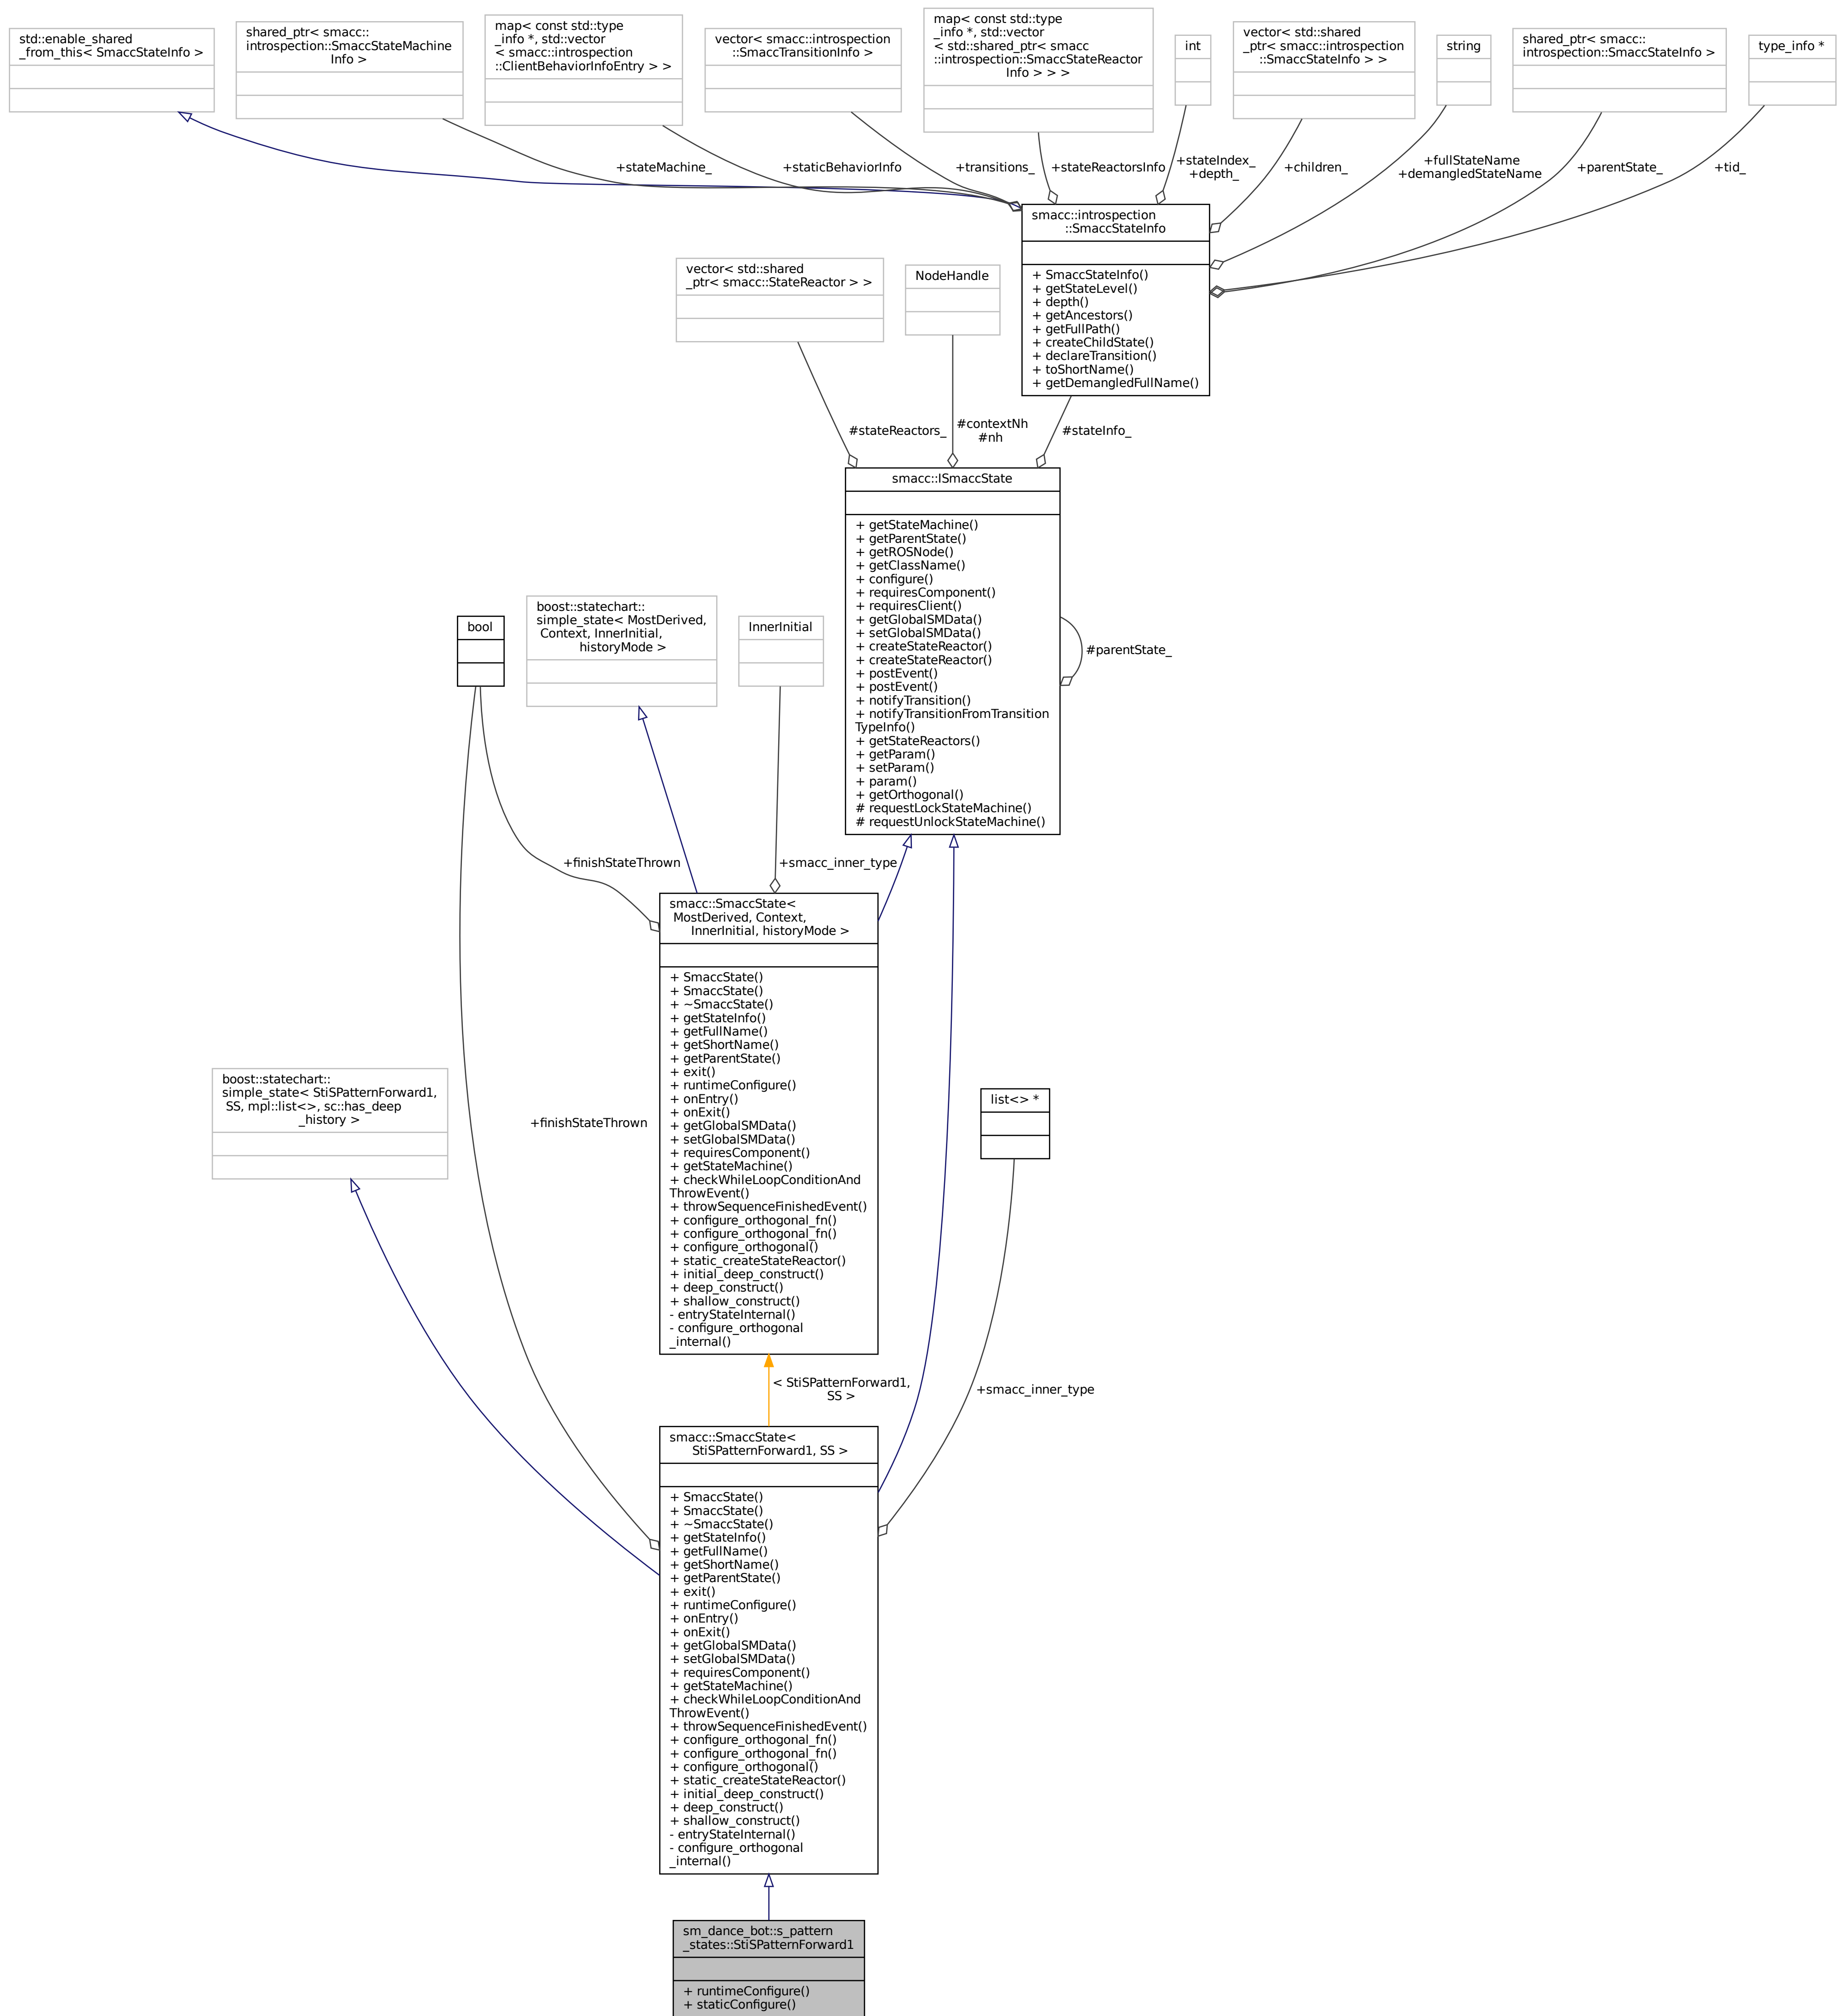 std::enable_shared
_from_this< SmaccStateInfo >
shared_ptr< smacc::
introspection::SmaccStateMachine
Info >
map< const std::type
_info *, std::vector
< smacc::introspection
::ClientBehaviorInfoEntry > >
vector< smacc::introspection
::SmaccTransitionInfo >
map< const std::type
_info *, std::vector
< std::shared_ptr< smacc
::introspection::SmaccStateReactor
Info > > >
int
vector< std::shared
_ptr< smacc::introspection
::SmaccStateInfo > >
string
shared_ptr< smacc::
introspection::SmaccStateInfo >
type_info *
+stateMachine_
+staticBehaviorInfo
+transitions_
+stateReactorsInfo
+stateIndex_
+depth_
+children_
+fullStateName
+demangledStateName
+parentState_
+tid_
smacc::introspection
::SmaccStateInfo
+ SmaccStateInfo()
+ getStateLevel()
+ depth()
+ getAncestors()
+ getFullPath()
+ createChildState()
+ declareTransition()
+ toShortName()
+ getDemangledFullName()
vector< std::shared
_ptr< smacc::StateReactor > >
NodeHandle
#stateReactors_
#contextNh
#nh
#stateInfo_
smacc::ISmaccState
+ getStateMachine()
+ getParentState()
+ getROSNode()
+ getClassName()
+ configure()
+ requiresComponent()
+ requiresClient()
+ getGlobalSMData()
+ setGlobalSMData()
+ createStateReactor()
+ createStateReactor()
+ postEvent()
+ postEvent()
+ notifyTransition()
+ notifyTransitionFromTransition
TypeInfo()
+ getStateReactors()
+ getParam()
+ setParam()
+ param()
+ getOrthogonal()
# requestLockStateMachine()
# requestUnlockStateMachine()
#parentState_
bool
boost::statechart::
simple_state< MostDerived,
Context, InnerInitial,
historyMode >
InnerInitial
+finishStateThrown
+smacc_inner_type
smacc::SmaccState<
MostDerived, Context,
InnerInitial, historyMode >
+ SmaccState()
+ SmaccState()
+ ~SmaccState()
+ getStateInfo()
+ getFullName()
+ getShortName()
+ getParentState()
+ exit()
+ runtimeConfigure()
+ onEntry()
+ onExit()
+ getGlobalSMData()
+ setGlobalSMData()
+ requiresComponent()
+ getStateMachine()
+ checkWhileLoopConditionAnd
ThrowEvent()
+ throwSequenceFinishedEvent()
+ configure_orthogonal_fn()
+ configure_orthogonal_fn()
+ configure_orthogonal()
+ static_createStateReactor()
+ initial_deep_construct()
+ deep_construct()
+ shallow_construct()
- entryStateInternal()
- configure_orthogonal
_internal()
boost::statechart::
simple_state< StiSPatternForward1,
SS, mpl::list<>, sc::has_deep
_history >
+finishStateThrown
list<> *
< StiSPatternForward1,
SS >
+smacc_inner_type
smacc::SmaccState<
StiSPatternForward1, SS >
+ SmaccState()
+ SmaccState()
+ ~SmaccState()
+ getStateInfo()
+ getFullName()
+ getShortName()
+ getParentState()
+ exit()
+ runtimeConfigure()
+ onEntry()
+ onExit()
+ getGlobalSMData()
+ setGlobalSMData()
+ requiresComponent()
+ getStateMachine()
+ checkWhileLoopConditionAnd
ThrowEvent()
+ throwSequenceFinishedEvent()
+ configure_orthogonal_fn()
+ configure_orthogonal_fn()
+ configure_orthogonal()
+ static_createStateReactor()
+ initial_deep_construct()
+ deep_construct()
+ shallow_construct()
- entryStateInternal()
- configure_orthogonal
_internal()
sm_dance_bot::s_pattern
_states::StiSPatternForward1
+ runtimeConfigure()
+ staticConfigure()